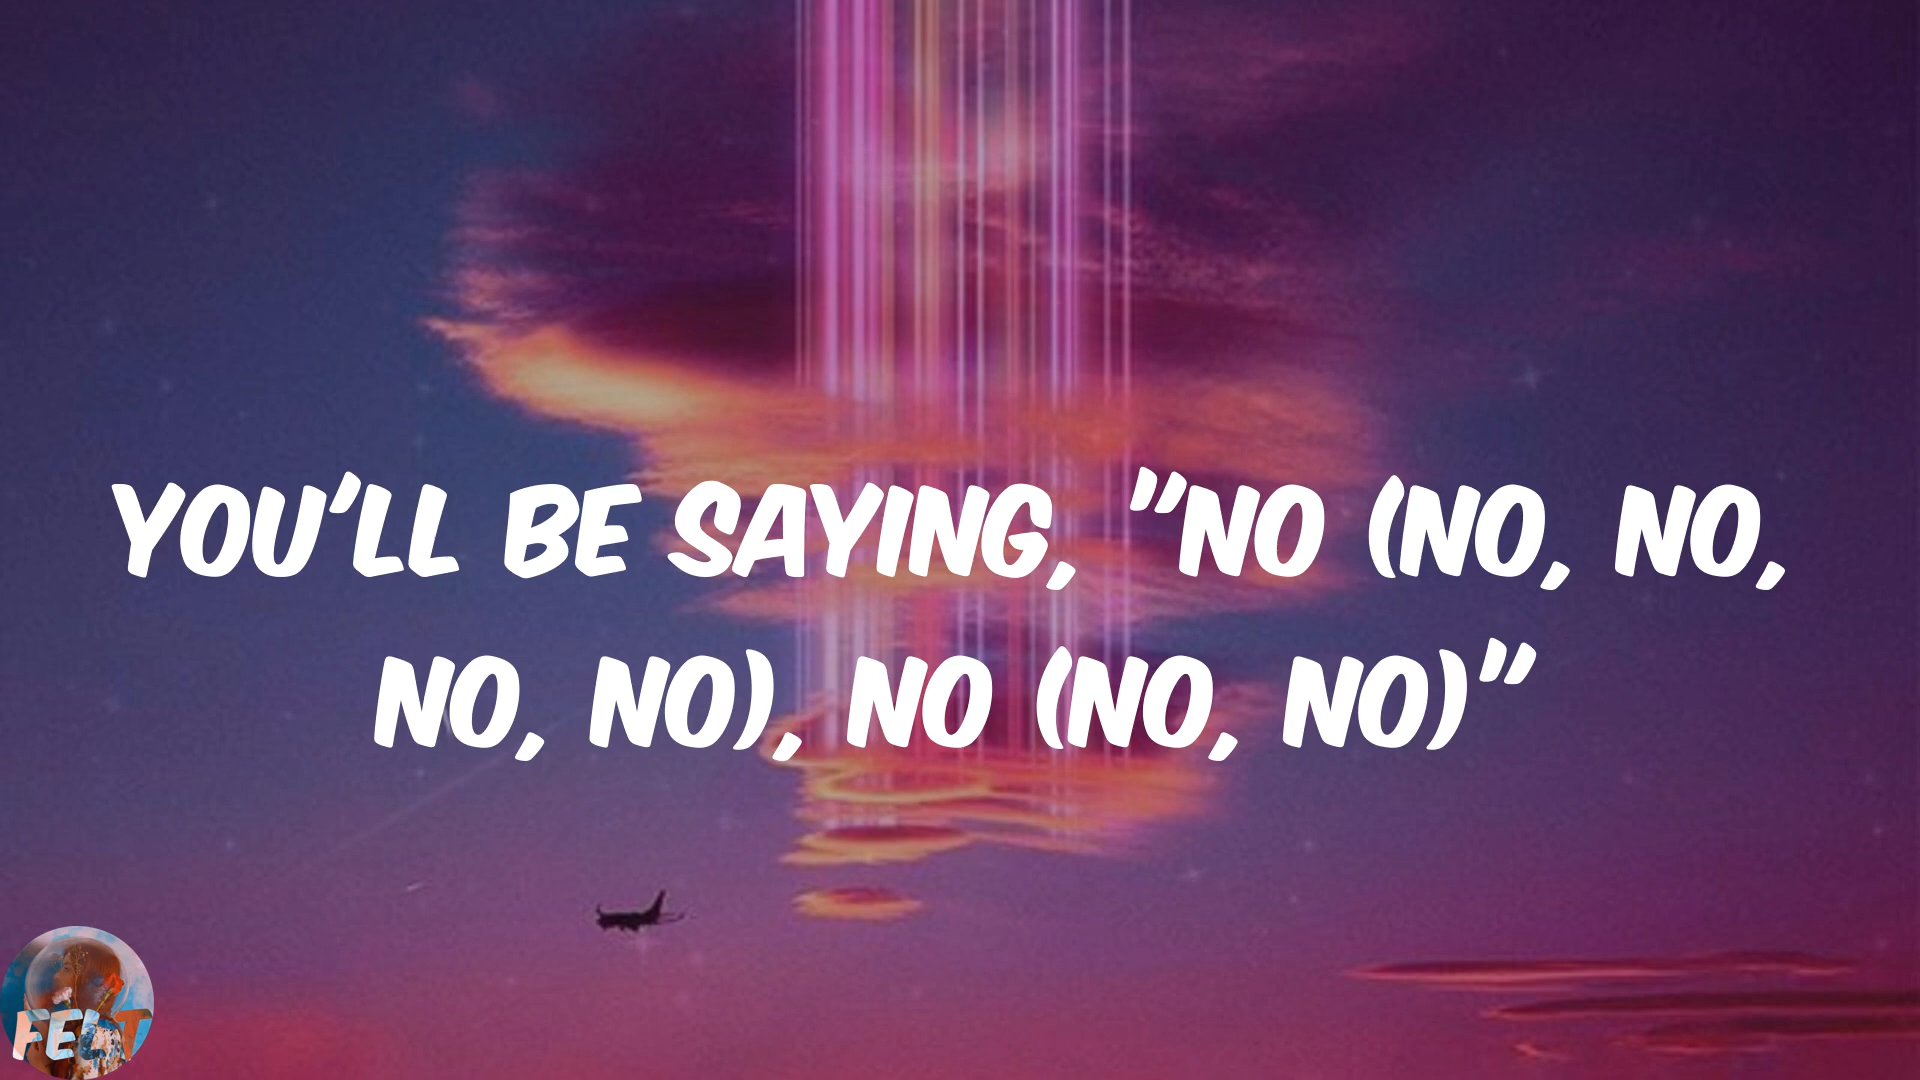 YOU'LL BE SAYING, "NO (NO, NO,
NO, NO), NO (NO, NO)"
FELT